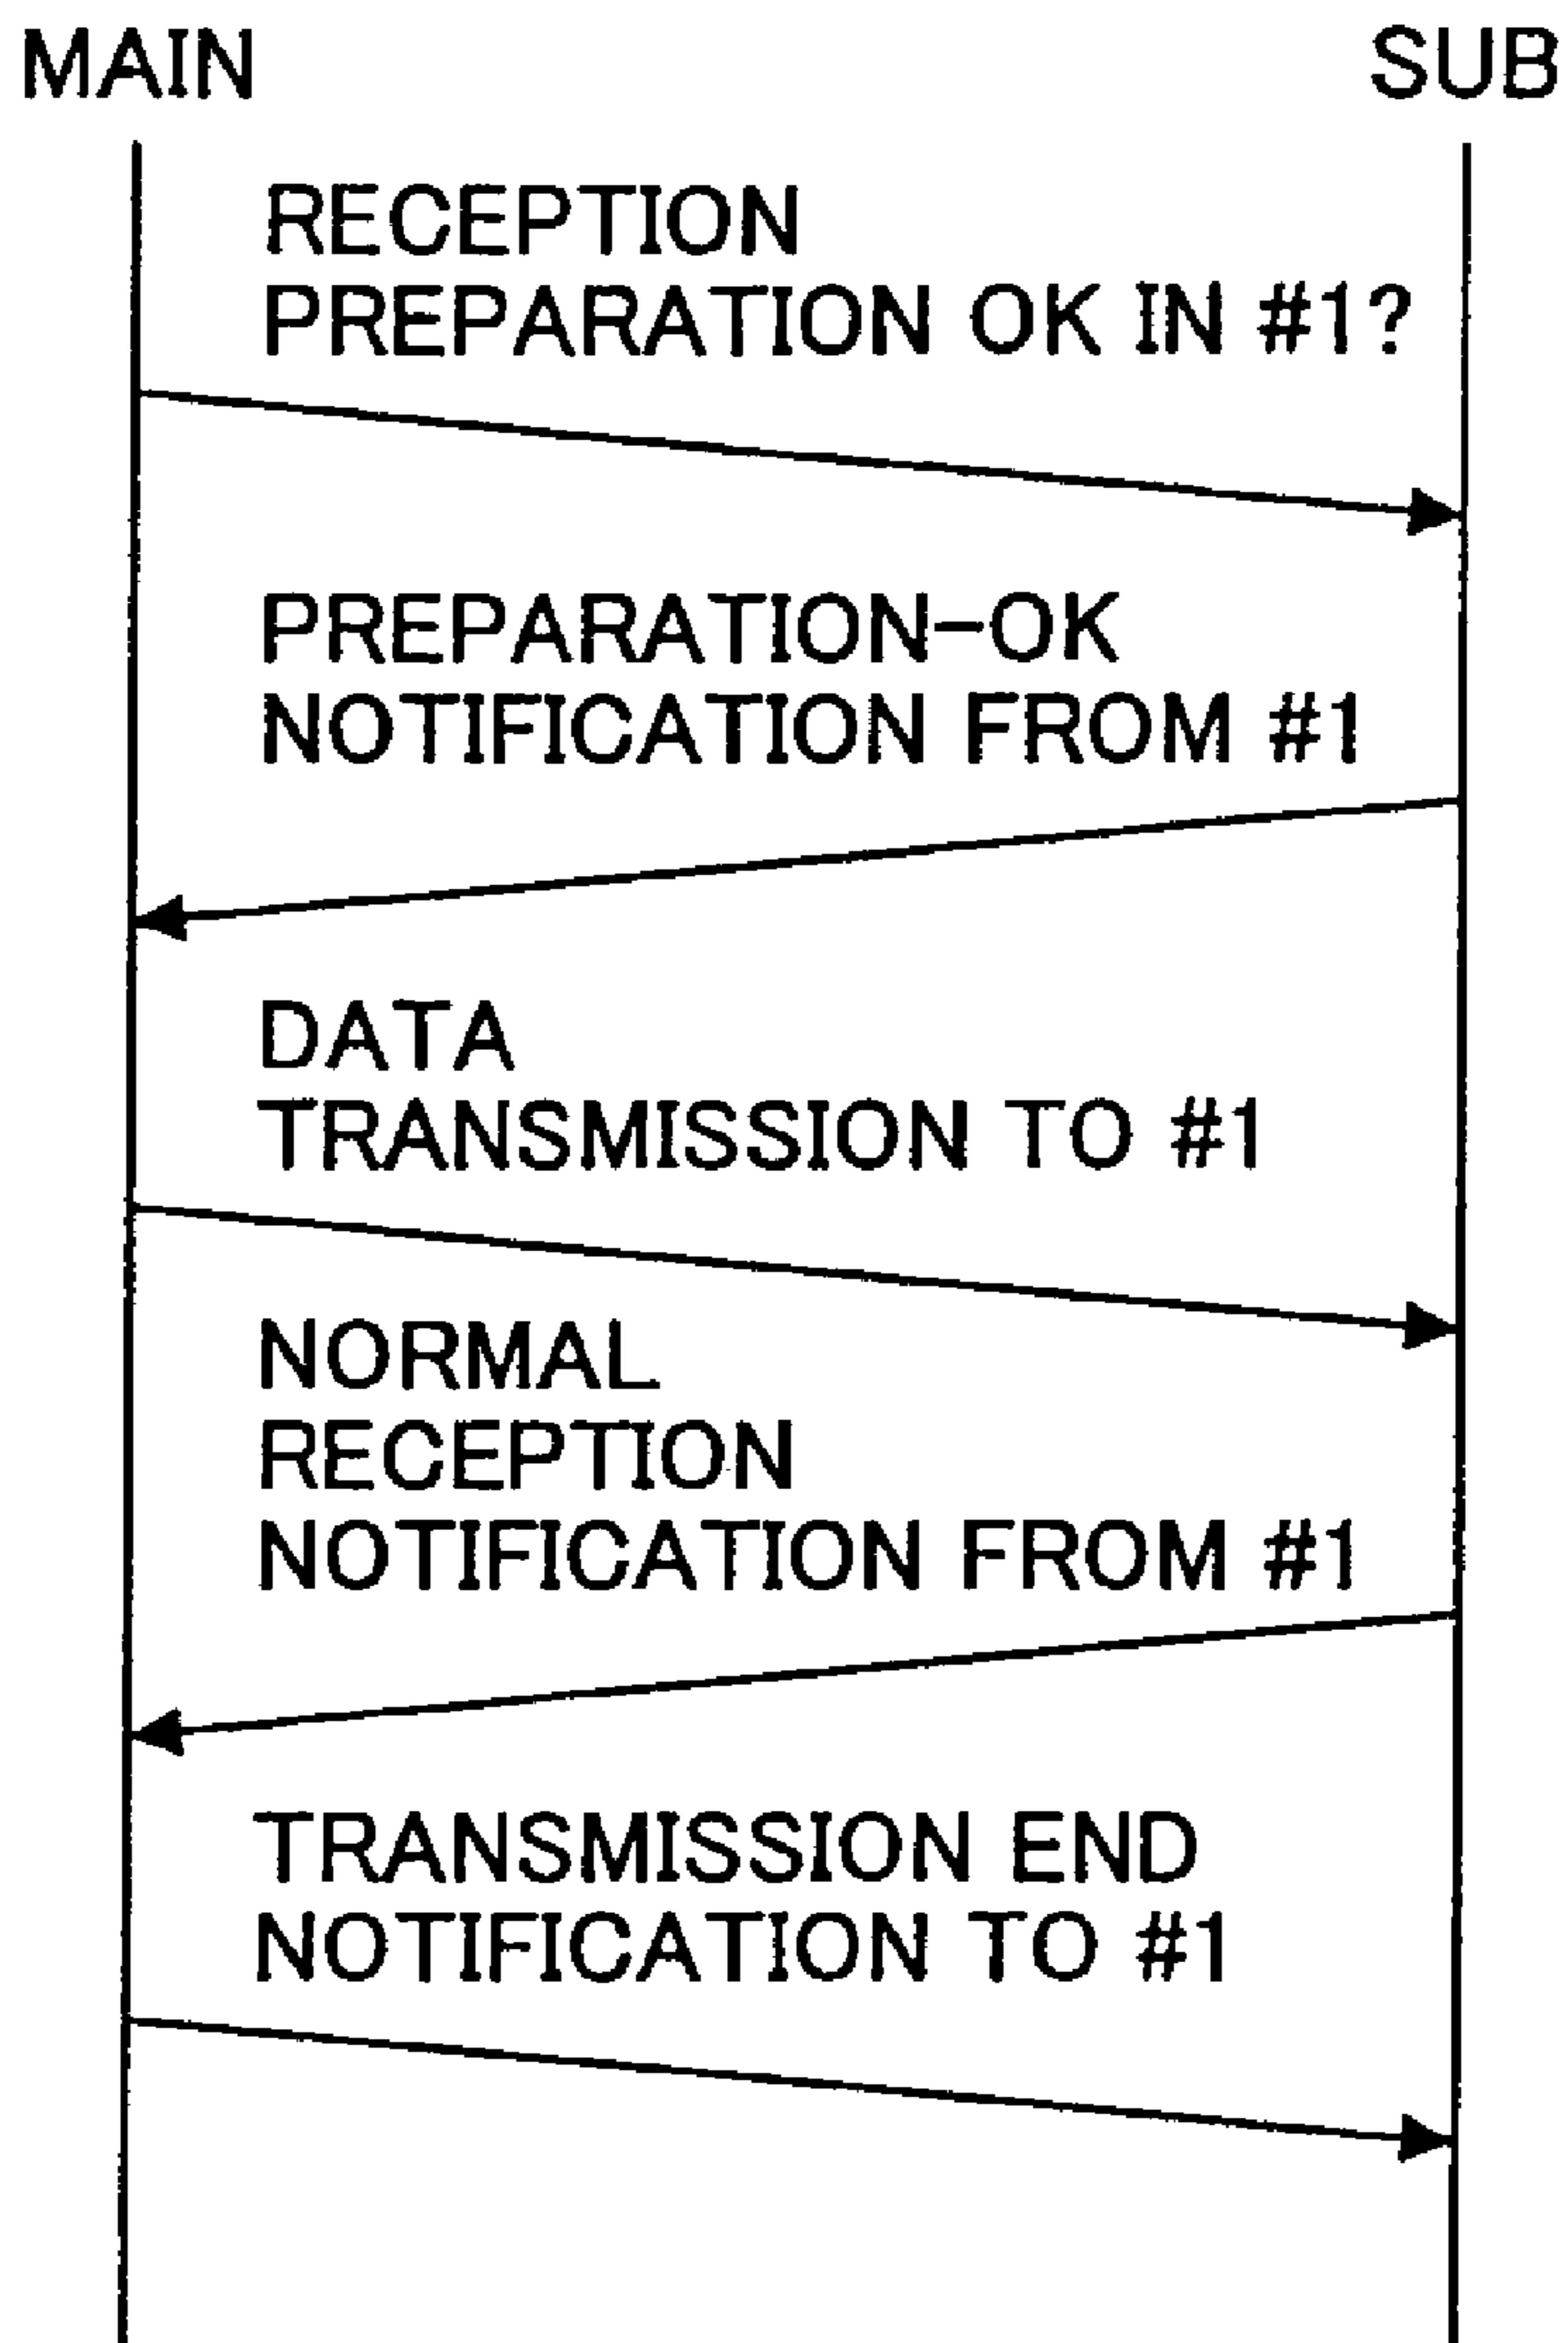 MAIN
SUB
RECEPTION
PREPARATION OK IN #1?
PREPARATION-OK
NOTIFICATION FROM #1
DATA
TRANSMISSION TO #1
NORMAL
RECEPTION
NOTIFICATION FROM #1
TRANSMISSION END
NOTIFICATION TO #1